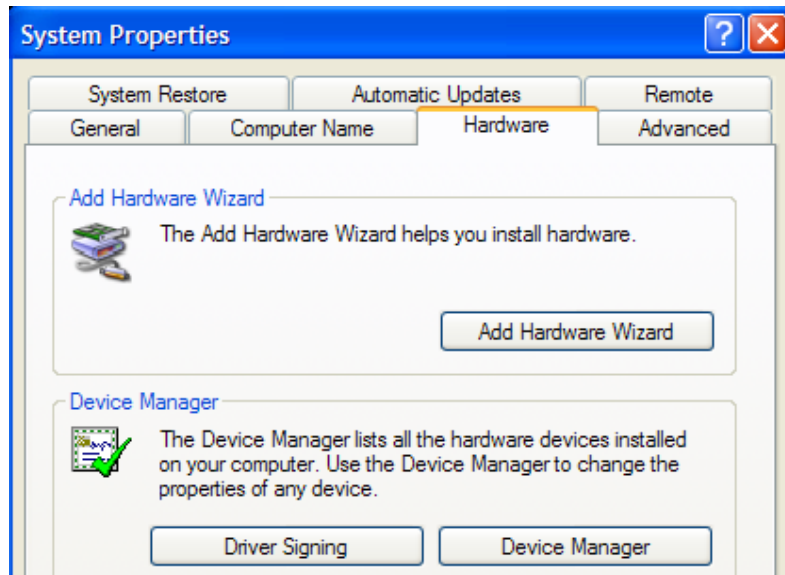 System Properties
System Restore Automatic Updates Remote
General Computer Name Hardware Advanced
Add Hardware Wizard
The Add Hardware Wizard helps you install hardware.
Add Hardware Wizard
Device Manager
The Device Manager lists all the hardware devices installed
on your computer. Use the Device Manager to change the
properties of any device.
Driver Signing Device Manager